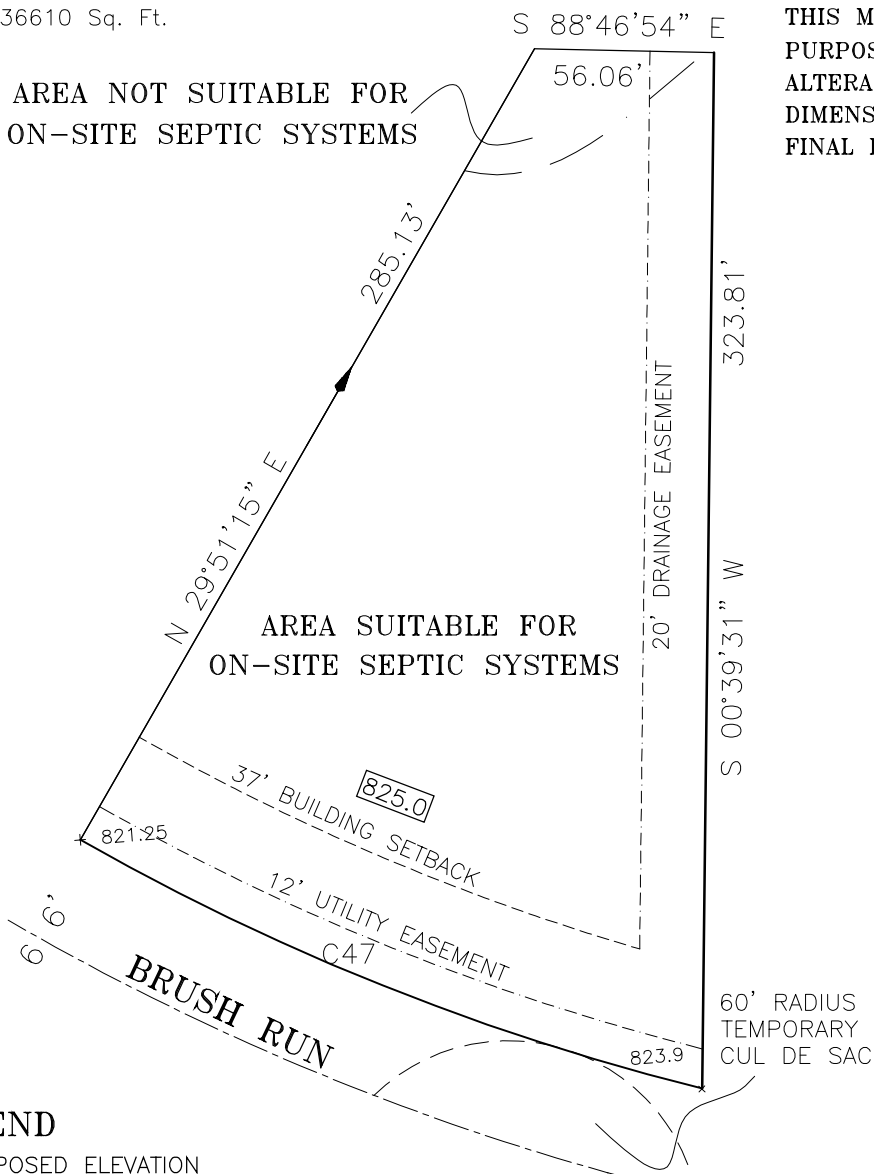 36610 Sq. Ft.
S 88°46'54" E
56.06'
THIS M
PURPOS
ALTERA
DIMENS
FINAL
AREA NOT SUITABLE FOR
ON-SITE SEPTIC SYSTEMS
285.13'
323.81'
N 29°51'15" E
20' DRAINAGE EASEMENT
S 00°39'31" W
AREA SUITABLE FOR
ON-SITE SEPTIC SYSTEMS
825.0
37' BUILDING SETBACK
821.25
12' UTILITY EASEMENT
C47
6'
6
BRUSH RUN
823.9
60' RADIUS
TEMPORARY
CUL DE SAC
END
POSED ELEVATION